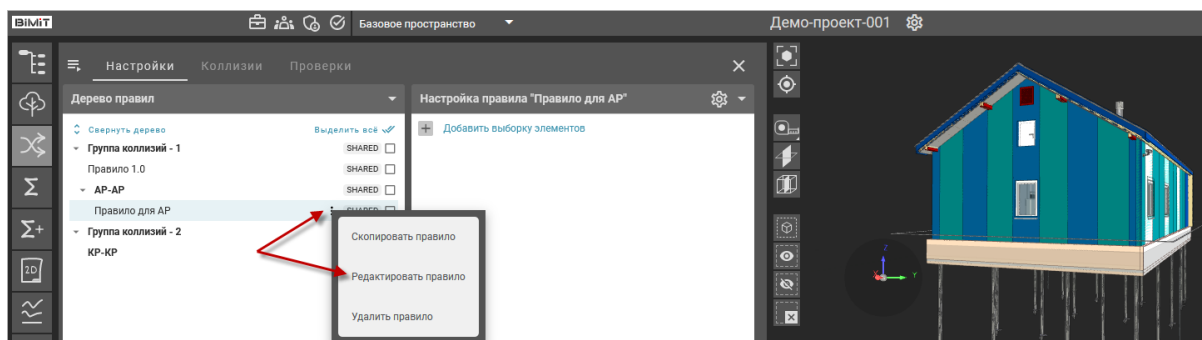 BIMIT Базовое пространство Демо-проект-001
Настройки Коллизии Проверки
Дерево правил Настройка правила "Правило для АР"
Свернуть дерево Выделить всё Добавить выборку элементов
Группа коллизий - 1 SHARED
Правило 1.0 SHARED
АР-АР SHARED
Правило для АР SHARED
Группа коллизий - 2
КР-КР
Скопировать правило
Редактировать правило
Удалить правило
Σ
Σ+
2D
Z
X Y